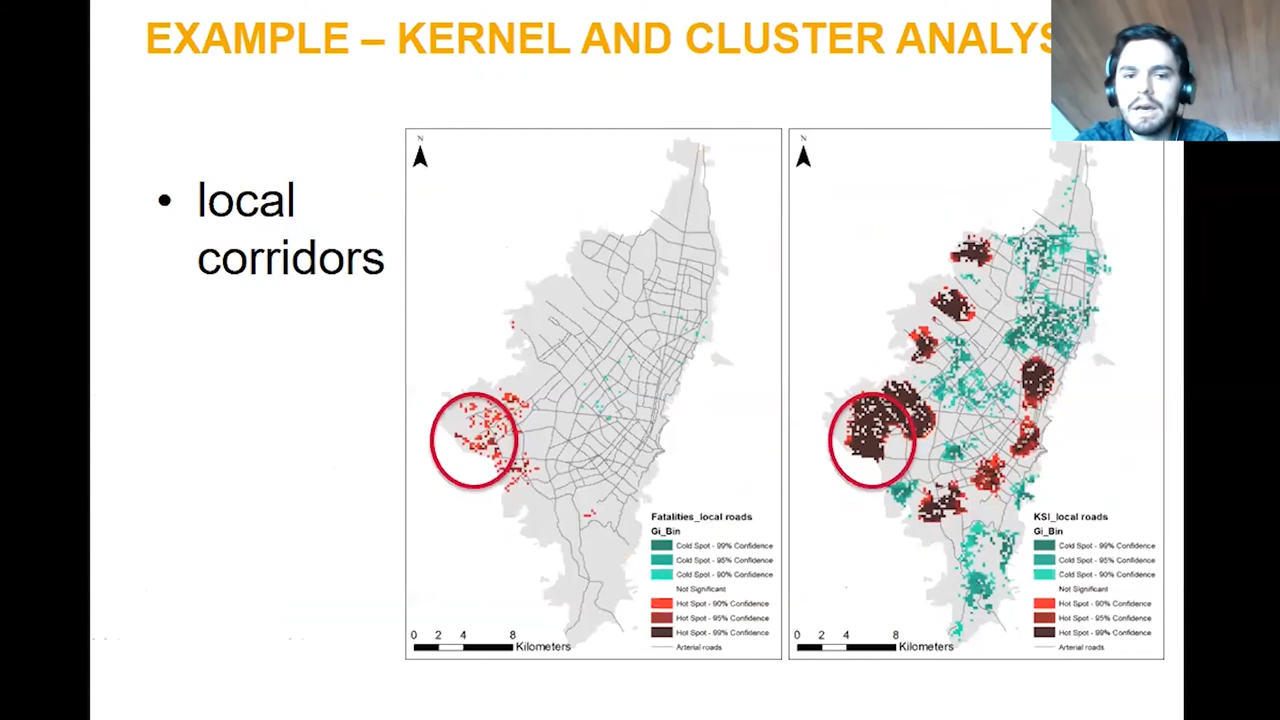 EXAMPLE – KERNEL AND CLUSTER ANALYS
• local
corridors
N
Fatalities_local roads
Gi_Bin
Cold Spot - 99% Confidence
Cold Spot - 95% Confidence
Cold Spot - 90% Confidence
Not Significant
Hot Spot - 90% Confidence
Hot Spot - 95% Confidence
Hot Spot - 99% Confidence
Arterial roads
0 2 4 8
Kilometers
N
KSI_local roads
Gi_Bin
Cold Spot - 99% Confidence
Cold Spot - 95% Confidence
Cold Spot - 90% Confidence
Not Significant
Hot Spot - 90% Confidence
Hot Spot - 95% Confidence
Hot Spot - 99% Confidence
Arterial roads
0 2 4 8
Kilometers